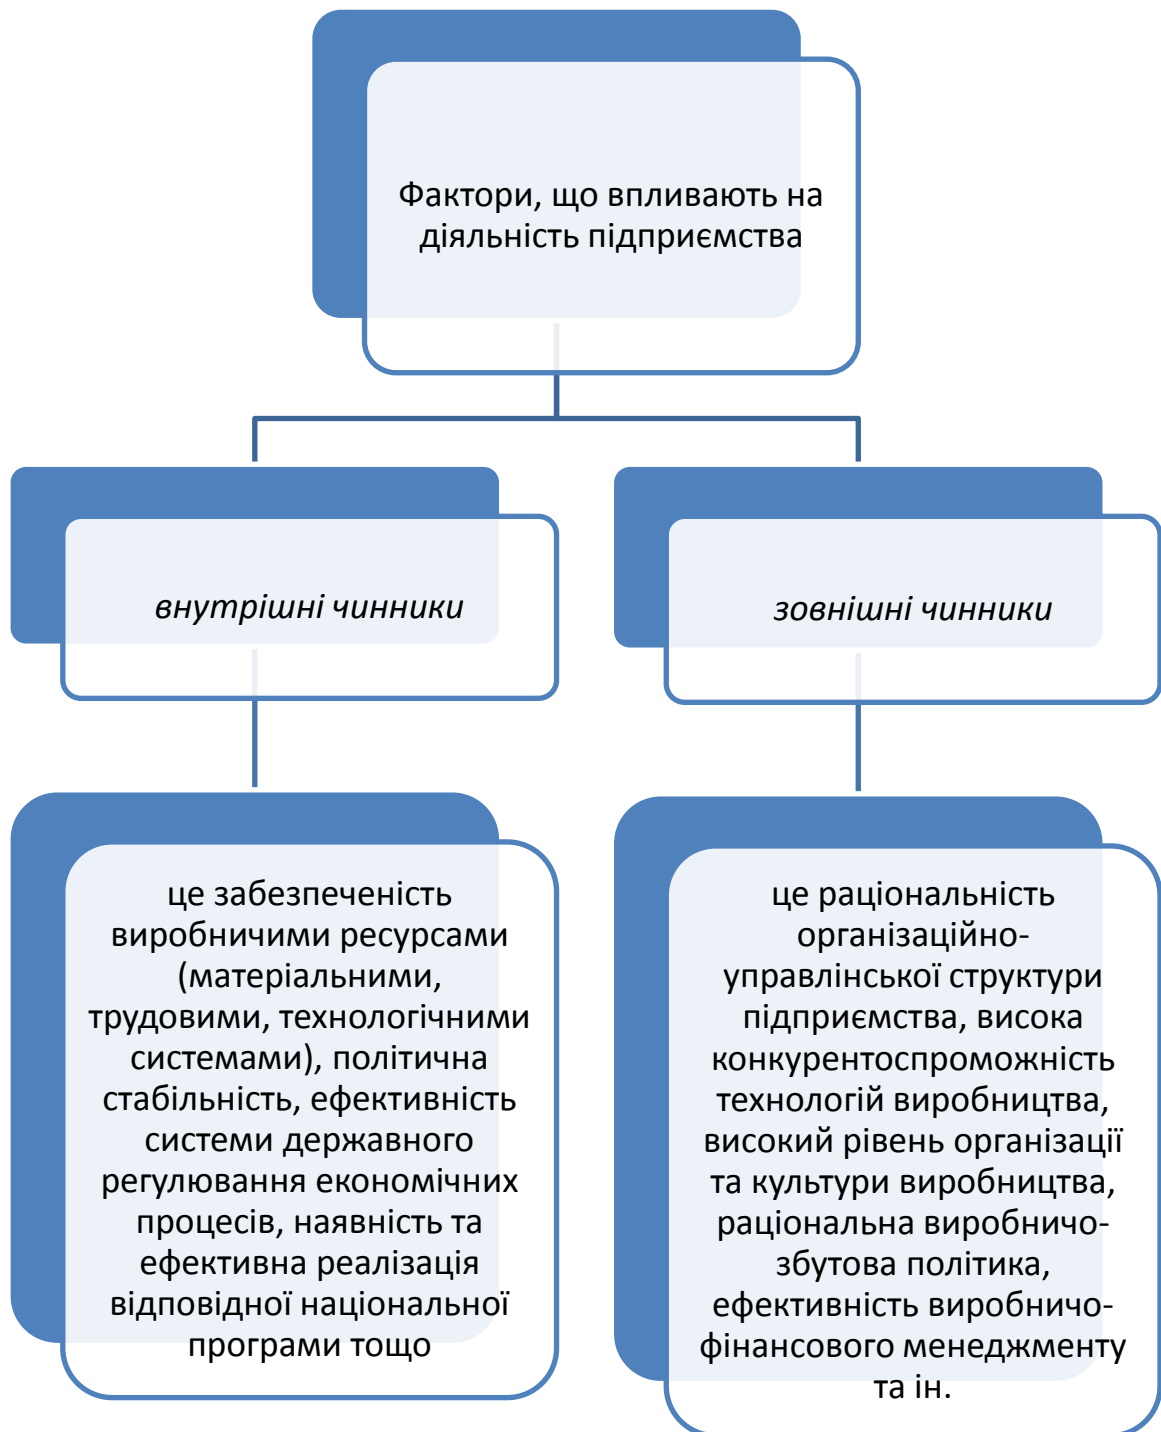 Фактори, що впливають на
діяльність підприємства
внутрішні чинники
зовнішні чинники
це забезпеченість
виробничими ресурсами
(матеріальними,
трудовими, технологічними
системами), політична
стабільність, ефективність
системи державного
регулювання економічних
процесів, наявність та
ефективна реалізація
відповідної національної
програми тощо
це раціональність
організаційно-
управлінської структури
підприємства, висока
конкурентоспроможність
технологій виробництва,
високий рівень організації
та культури виробництва,
раціональна виробничо-
збутова політика,
ефективність виробничо-
фінансового менеджменту
та ін.